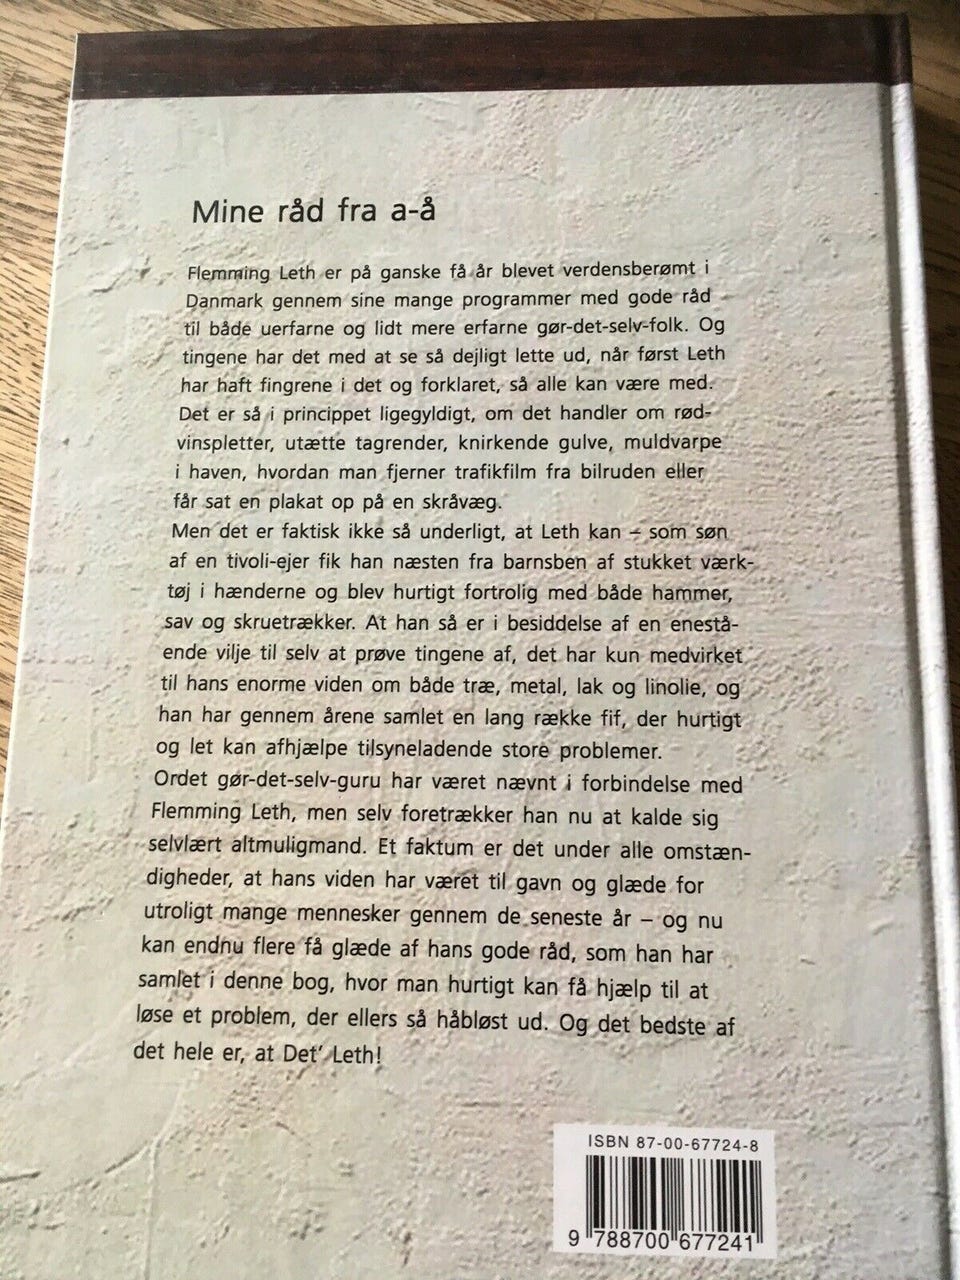 Mine råd fra a-å
Flemming Leth er på ganske få år blevet verdensberømt i
Danmark gennem sine mange programmer med gode råd
til både uerfarne og lidt mere erfarne gør-det-selv-folk. Og
tingene har det med at se så dejligt lette ud, når først Leth
har haft fingrene i det og forklaret, så alle kan være med.
Det er så i princippet ligegyldigt, om det handler om rød-
vinspletter, utætte tagrender, knirkende gulve, muldvarpe
i haven, hvordan man fjerner trafikfilm fra bilruden eller
får sat en plakat op på en skråvæg.
Men det er faktisk ikke så underligt, at Leth kan – som søn
af en tivoli-ejer fik han næsten fra barnsben af stukket værk-
tøj i hænderne og blev hurtigt fortrolig med både hammer,
sav og skruetrækker. At han så er i besiddelse af en enestå-
ende vilje til selv at prøve tingene af, det har kun medvirket
til hans enorme viden om både træ, metal, lak og linolie, og
han har gennem årene samlet en lang række fif, der hurtigt
og let kan afhjælpe tilsyneladende store problemer.
Ordet gør-det-selv-guru har været nævnt i forbindelse med
Flemming Leth, men selv foretrækker han nu at kalde sig
selvlært altmuligmand. Et faktum er det under alle omstæn-
digheder, at hans viden har været til gavn og glæde for
utroligt mange mennesker gennem de seneste år – og nu
kan endnu flere få glæde af hans gode råd, som han har
samlet i denne bog, hvor man hurtigt kan få hjælp til at
løse et problem, der ellers så håbløst ud. Og det bedste af
det hele er, at Det' Leth!
ISBN 87-00-67724-8
9 788700 677241